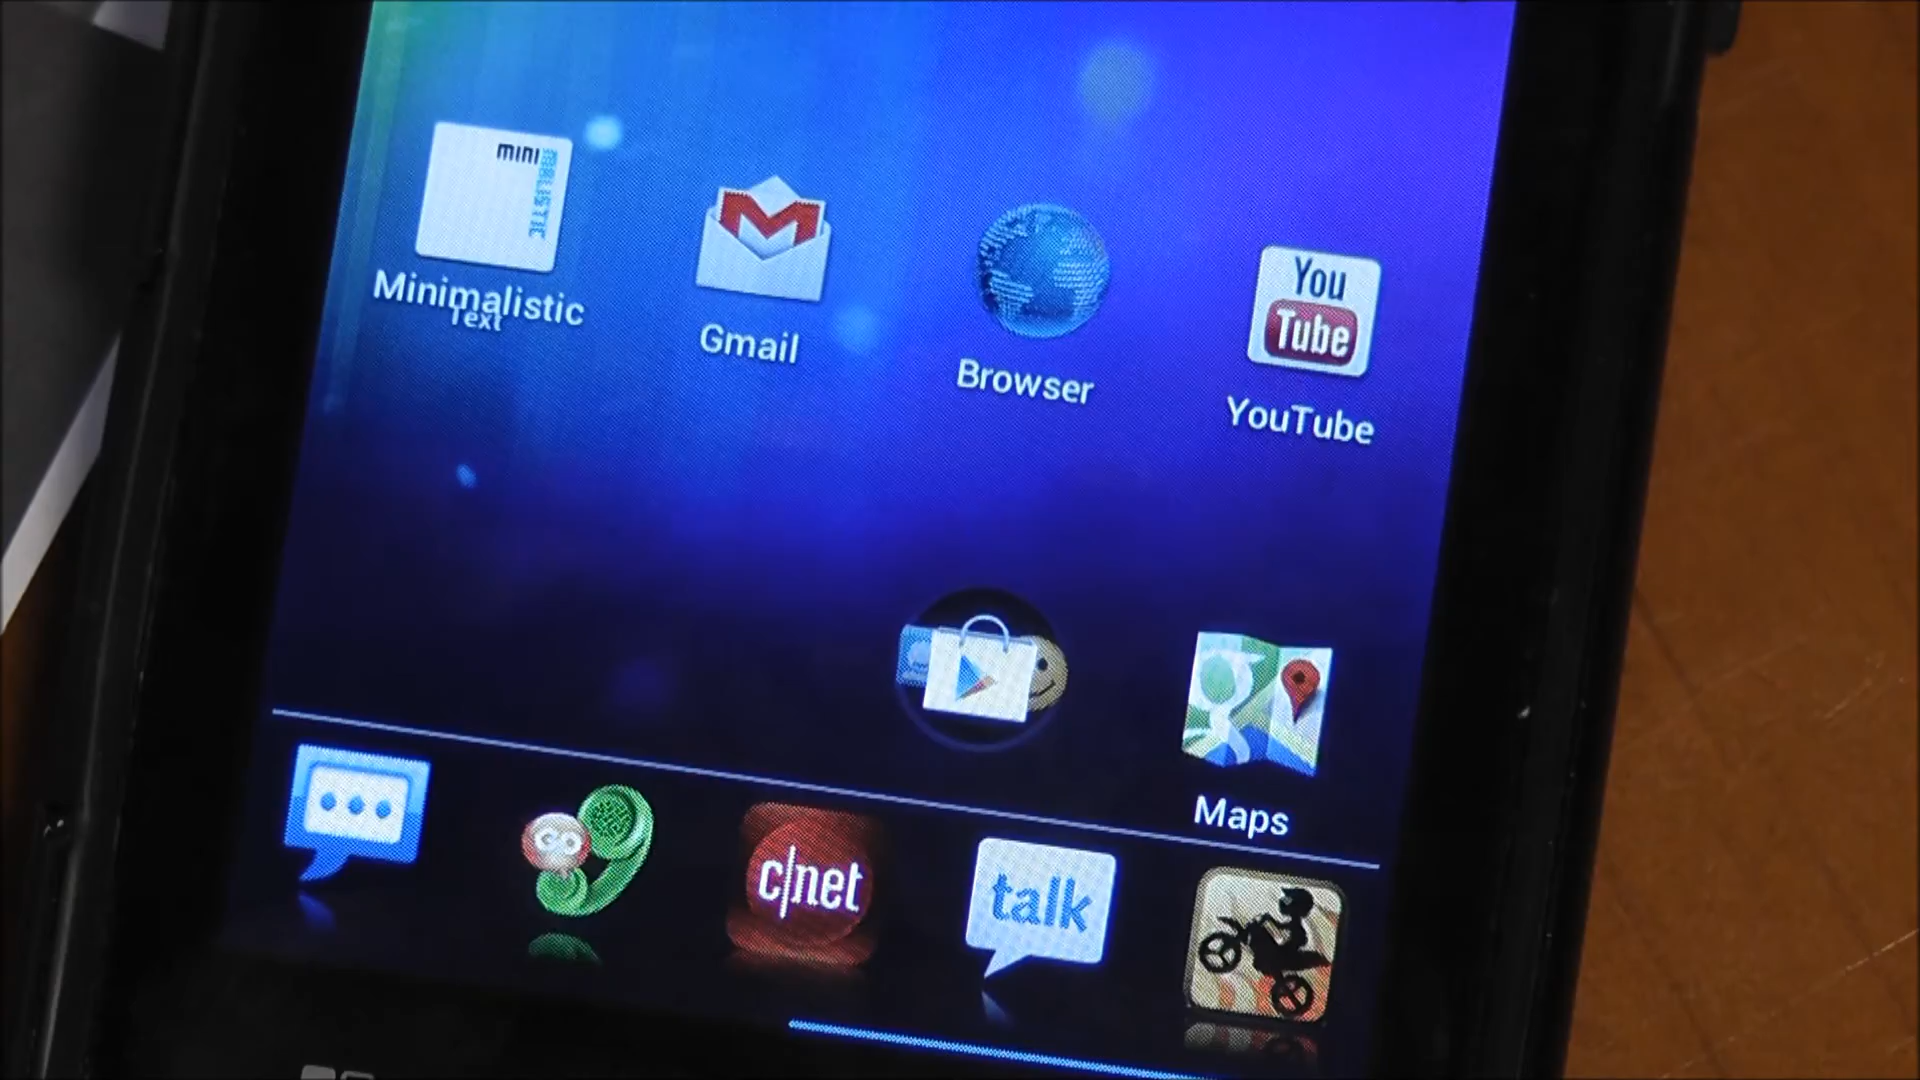 mini
MALISTIC
Minimalistic
Text
Gmail
Browser
You
Tube
YouTube
g
Maps
GO
c|net
talk